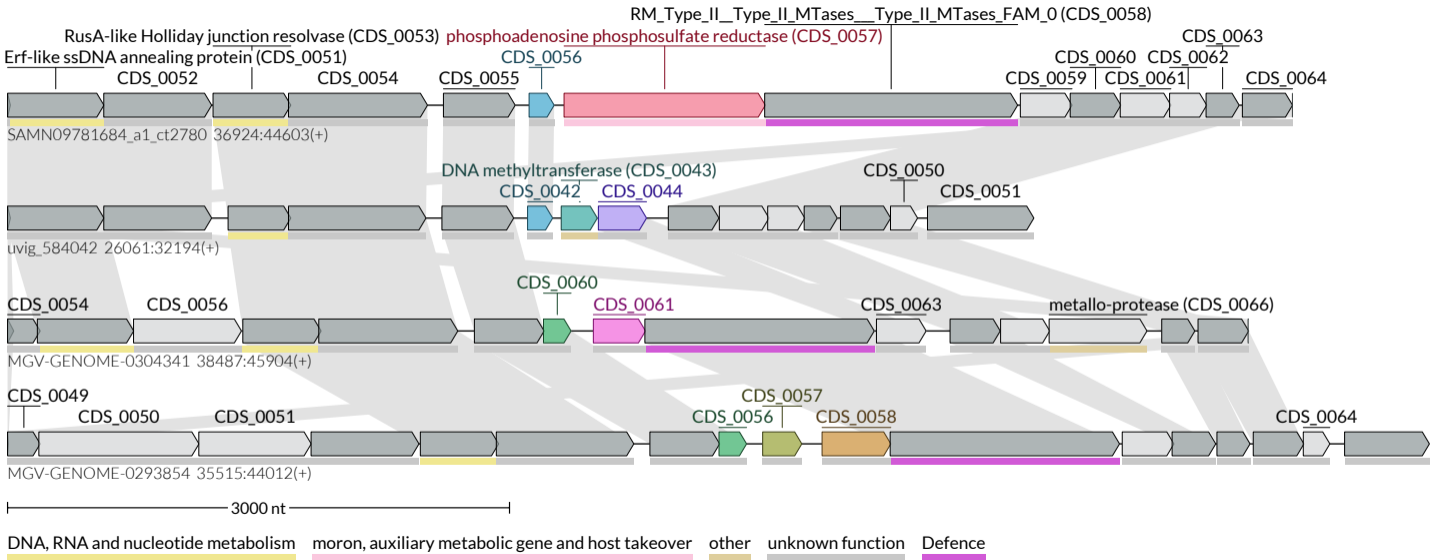 RM_Type_II__Type_II_MTases___Type_II_MTases_FAM_0 (CDS_0058)
RusA-like Holliday junction resolvase (CDS_0053) phosphoadenosine phosphosulfate reductase (CDS_0057) CDS_0063
Erf-like ssDNA annealing protein (CDS_0051) CDS_0056 CDS_0060 CDS_0062
CDS_0052 CDS_0054 CDS_0055 CDS_0059 CDS_0061 CDS_0064
SAMN09781684_a1_ct2780 36924:44603(+)
DNA methyltransferase (CDS_0043) CDS_0050
CDS_0042 CDS_0044 CDS_0051
uvig_584042 26061:32194(+)
CDS_0060
CDS_0054 CDS_0056 CDS_0061 CDS_0063 metallo-protease (CDS_0066)
MGV-GENOME-0304341 38487:45904(+)
CDS_0049 CDS_0057
CDS_0050 CDS_0051 CDS_0056 CDS_0058 CDS_0064
MGV-GENOME-0293854 35515:44012(+)
3000 nt
DNA, RNA and nucleotide metabolism moron, auxiliary metabolic gene and host takeover other unknown function Defence